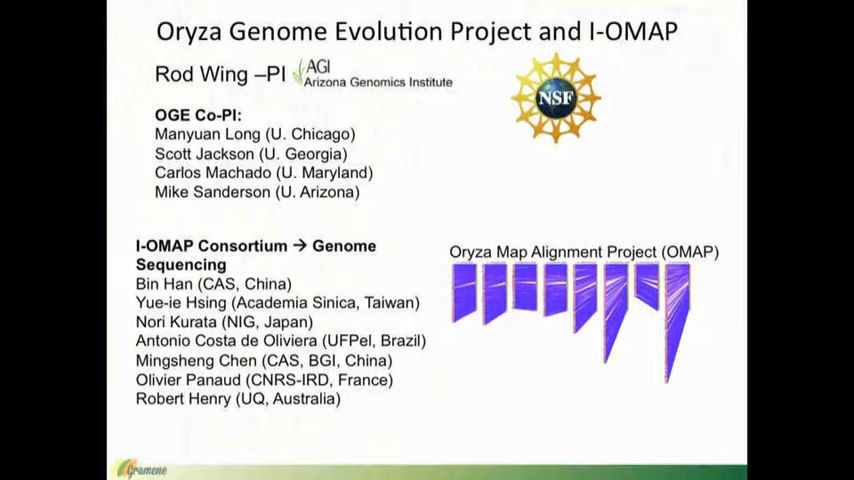 Oryza Genome Evolution Project and I-OMAP
Rod Wing –PI
AGI
Arizona Genomics Institute
NSF
OGE Co-PI:
Manyuan Long (U. Chicago)
Scott Jackson (U. Georgia)
Carlos Machado (U. Maryland)
Mike Sanderson (U. Arizona)
I-OMAP Consortium → Genome
Sequencing
Bin Han (CAS, China)
Yue-ie Hsing (Academia Sinica, Taiwan)
Nori Kurata (NIG, Japan)
Antonio Costa de Oliviera (UFPel, Brazil)
Mingsheng Chen (CAS, BGI, China)
Olivier Panaud (CNRS-IRD, France)
Robert Henry (UQ, Australia)
Oryza Map Alignment Project (OMAP)
Gramene